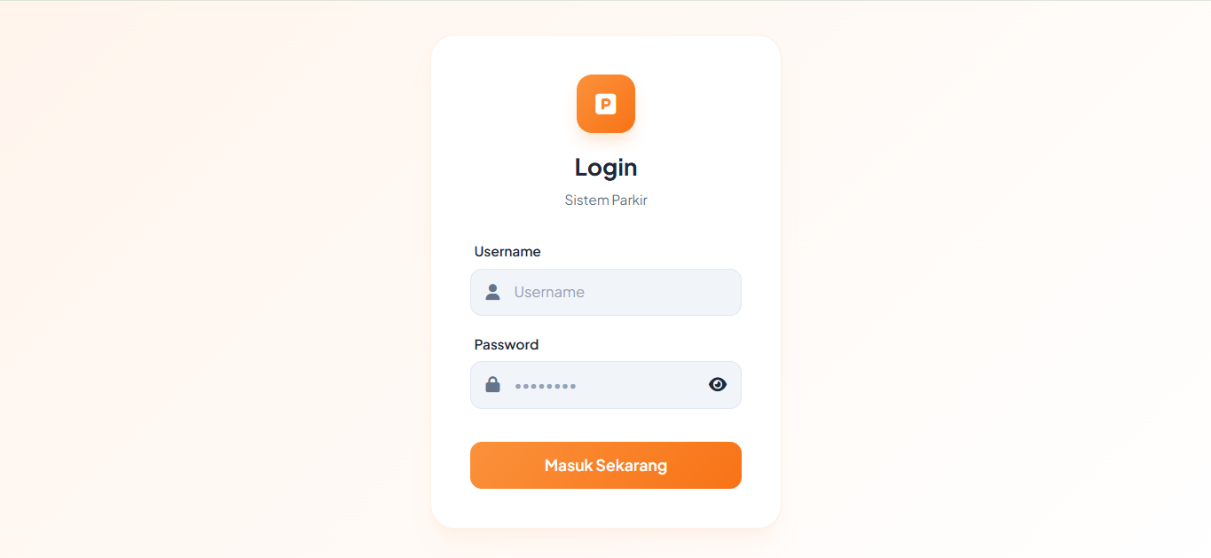 P
Login
Sistem Parkir
Username
Username
Password
••••••••
Masuk Sekarang